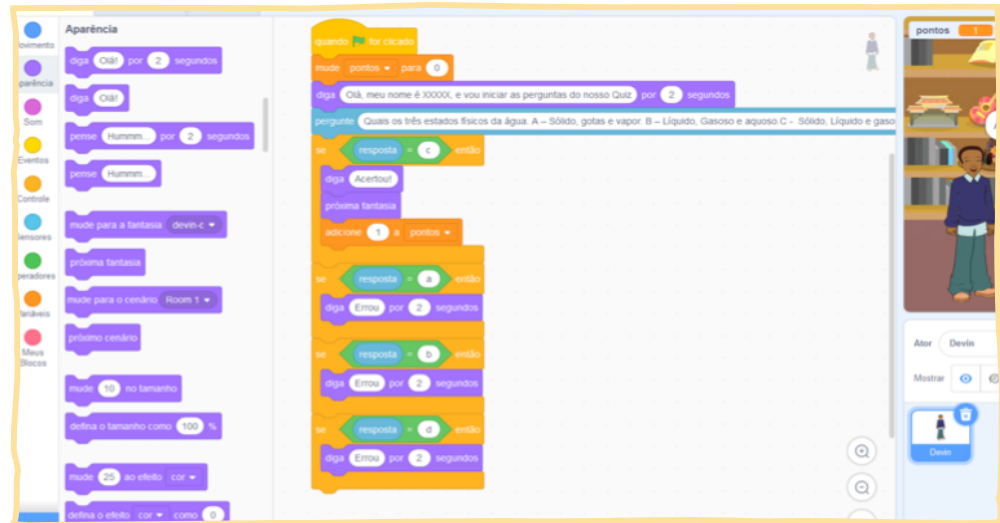 Aparência
diga Olá! por 2 segundos
diga Olá!
pense Hummm... por 2 segundos
pense Hummm...
mude para a fantasia devin-c
próxima fantasia
mude para o cenário Room 1
próximo cenário
mude 10 no tamanho
defina o tamanho como 100 %
mude 25 ao efeito cor
defina o efeito cor como 0
ovimento
parência
Som
Eventos
Controle
ensores
peradores
ariáveis
Meus
Blocos
quando for clicado
mude pontos para 0
diga Olá, meu nome é XXXXX, e vou iniciar as perguntas do nosso Quiz por 2 segundos
pergunte Quais os três estados físicos da água. A – Sólido, gotas e vapor. B – Líquido, Gasoso e aquoso C - Sólido, Líquido e gaso
se resposta = c então
diga Acertou!
próxima fantasia
adicione 1 a pontos
se resposta = a então
diga Errou por 2 segundos
se resposta = b então
diga Errou por 2 segundos
se resposta = d então
diga Errou por 2 segundos
pontos 1
Ator Devin
Mostrar
Devin